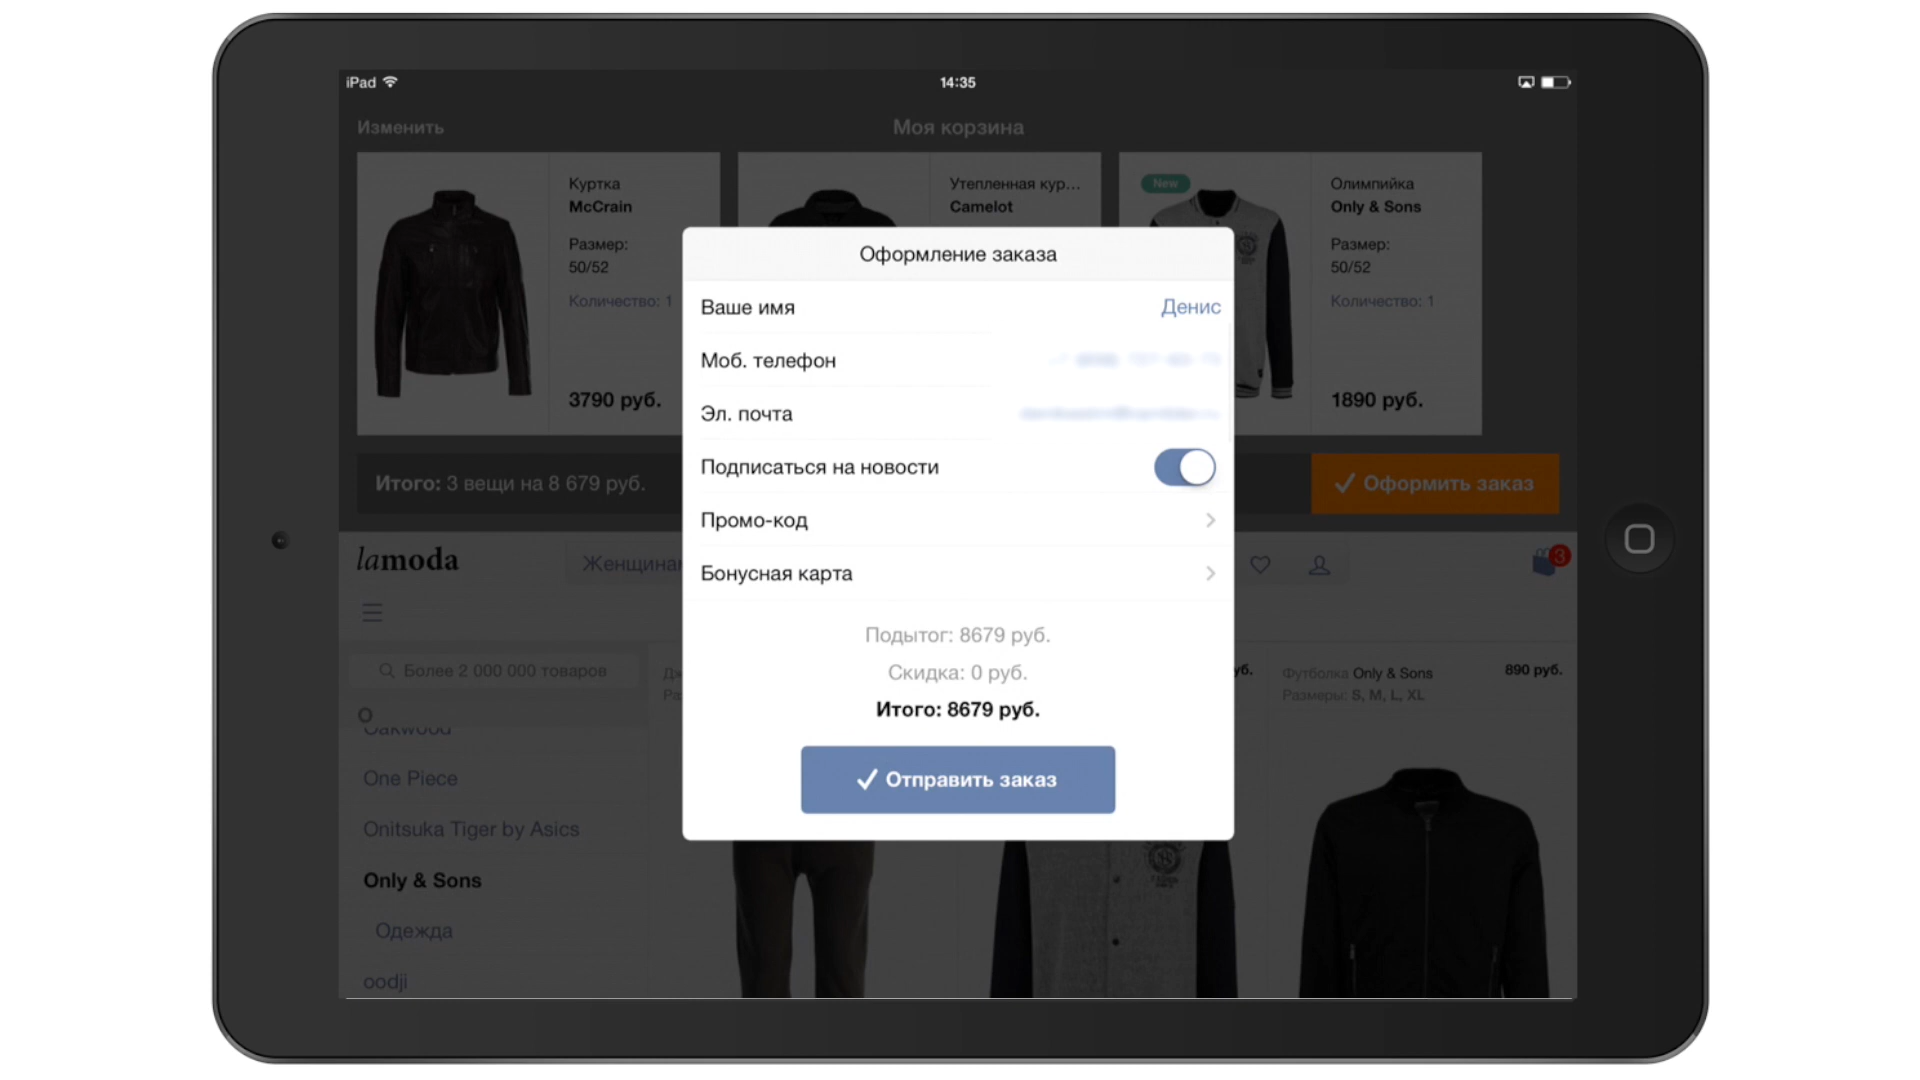 iPad
14:35
Изменить
Моя корзина
Куртка
McCrain
Размер:
50/52
Количество: 1
3790 руб.
Утепленная кур...
Camelot
New
Олимпийка
Only & Sons
Размер:
50/52
Количество: 1
1890 руб.
Итого: 3 вещи на 8 679 руб.
Оформить заказ
Оформление заказа
Ваше имя
Денис
Моб. телефон
Эл. почта
Подписаться на новости
Промо-код
Бонусная карта
Подытог: 8679 руб.
Скидка: 0 руб.
Итого: 8679 руб.
Отправить заказ
lamoda
3
Более 2 000 000 товаров
O
Oakwood
One Piece
Onitsuka Tiger by Asics
Only & Sons
Одежда
oodji
Футболка Only & Sons
890 руб.
Размеры: S, M, L, XL